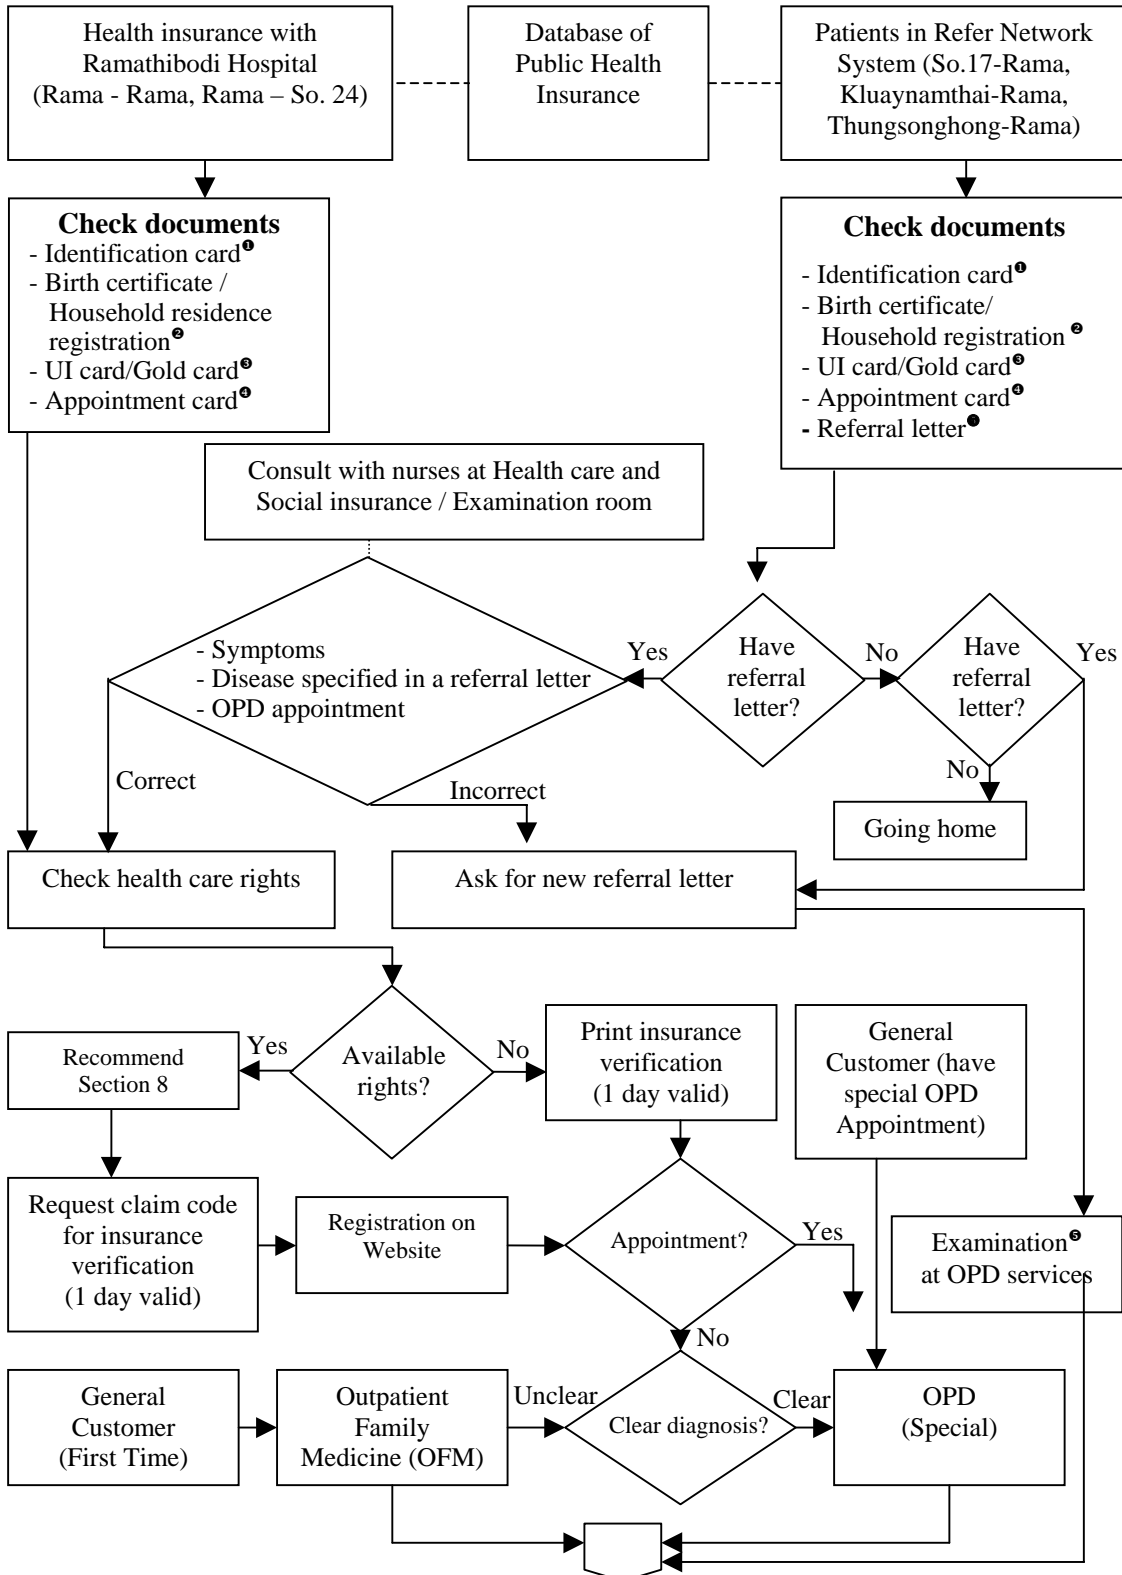 Health insurance with
Ramathibodi Hospital
(Rama - Rama, Rama – So. 24)
Database of
Public Health
Insurance
Patients in Refer Network
System (So.17-Rama,
Kluaynamthai-Rama,
Thungsonghong-Rama)
Check documents
- Identification card❶
- Birth certificate /
Household residence
registration❷
- UI card/Gold card❸
- Appointment card❹
Check documents
- Identification card❶
- Birth certificate/
Household registration❷
- UI card/Gold card❸
- Appointment card❹
- Referral letter
Consult with nurses at Health care and
Social insurance / Examination room
- Symptoms
- Disease specified in a referral letter
- OPD appointment
Yes
Have
referral
letter?
No
Have
referral
letter?
Yes
No
Going home
Correct
Incorrect
Check health care rights
Ask for new referral letter
Recommend
Section 8
Yes
Available
rights?
No
Print insurance
verification
(1 day valid)
General
Customer (have
special OPD
Appointment)
Request claim code
for insurance
verification
(1 day valid)
Registration on
Website
Appointment?
Yes
Examination❺
at OPD services
No
General
Customer
(First Time)
Outpatient
Family
Medicine (OFM)
Unclear
Clear diagnosis?
Clear
OPD
(Special)